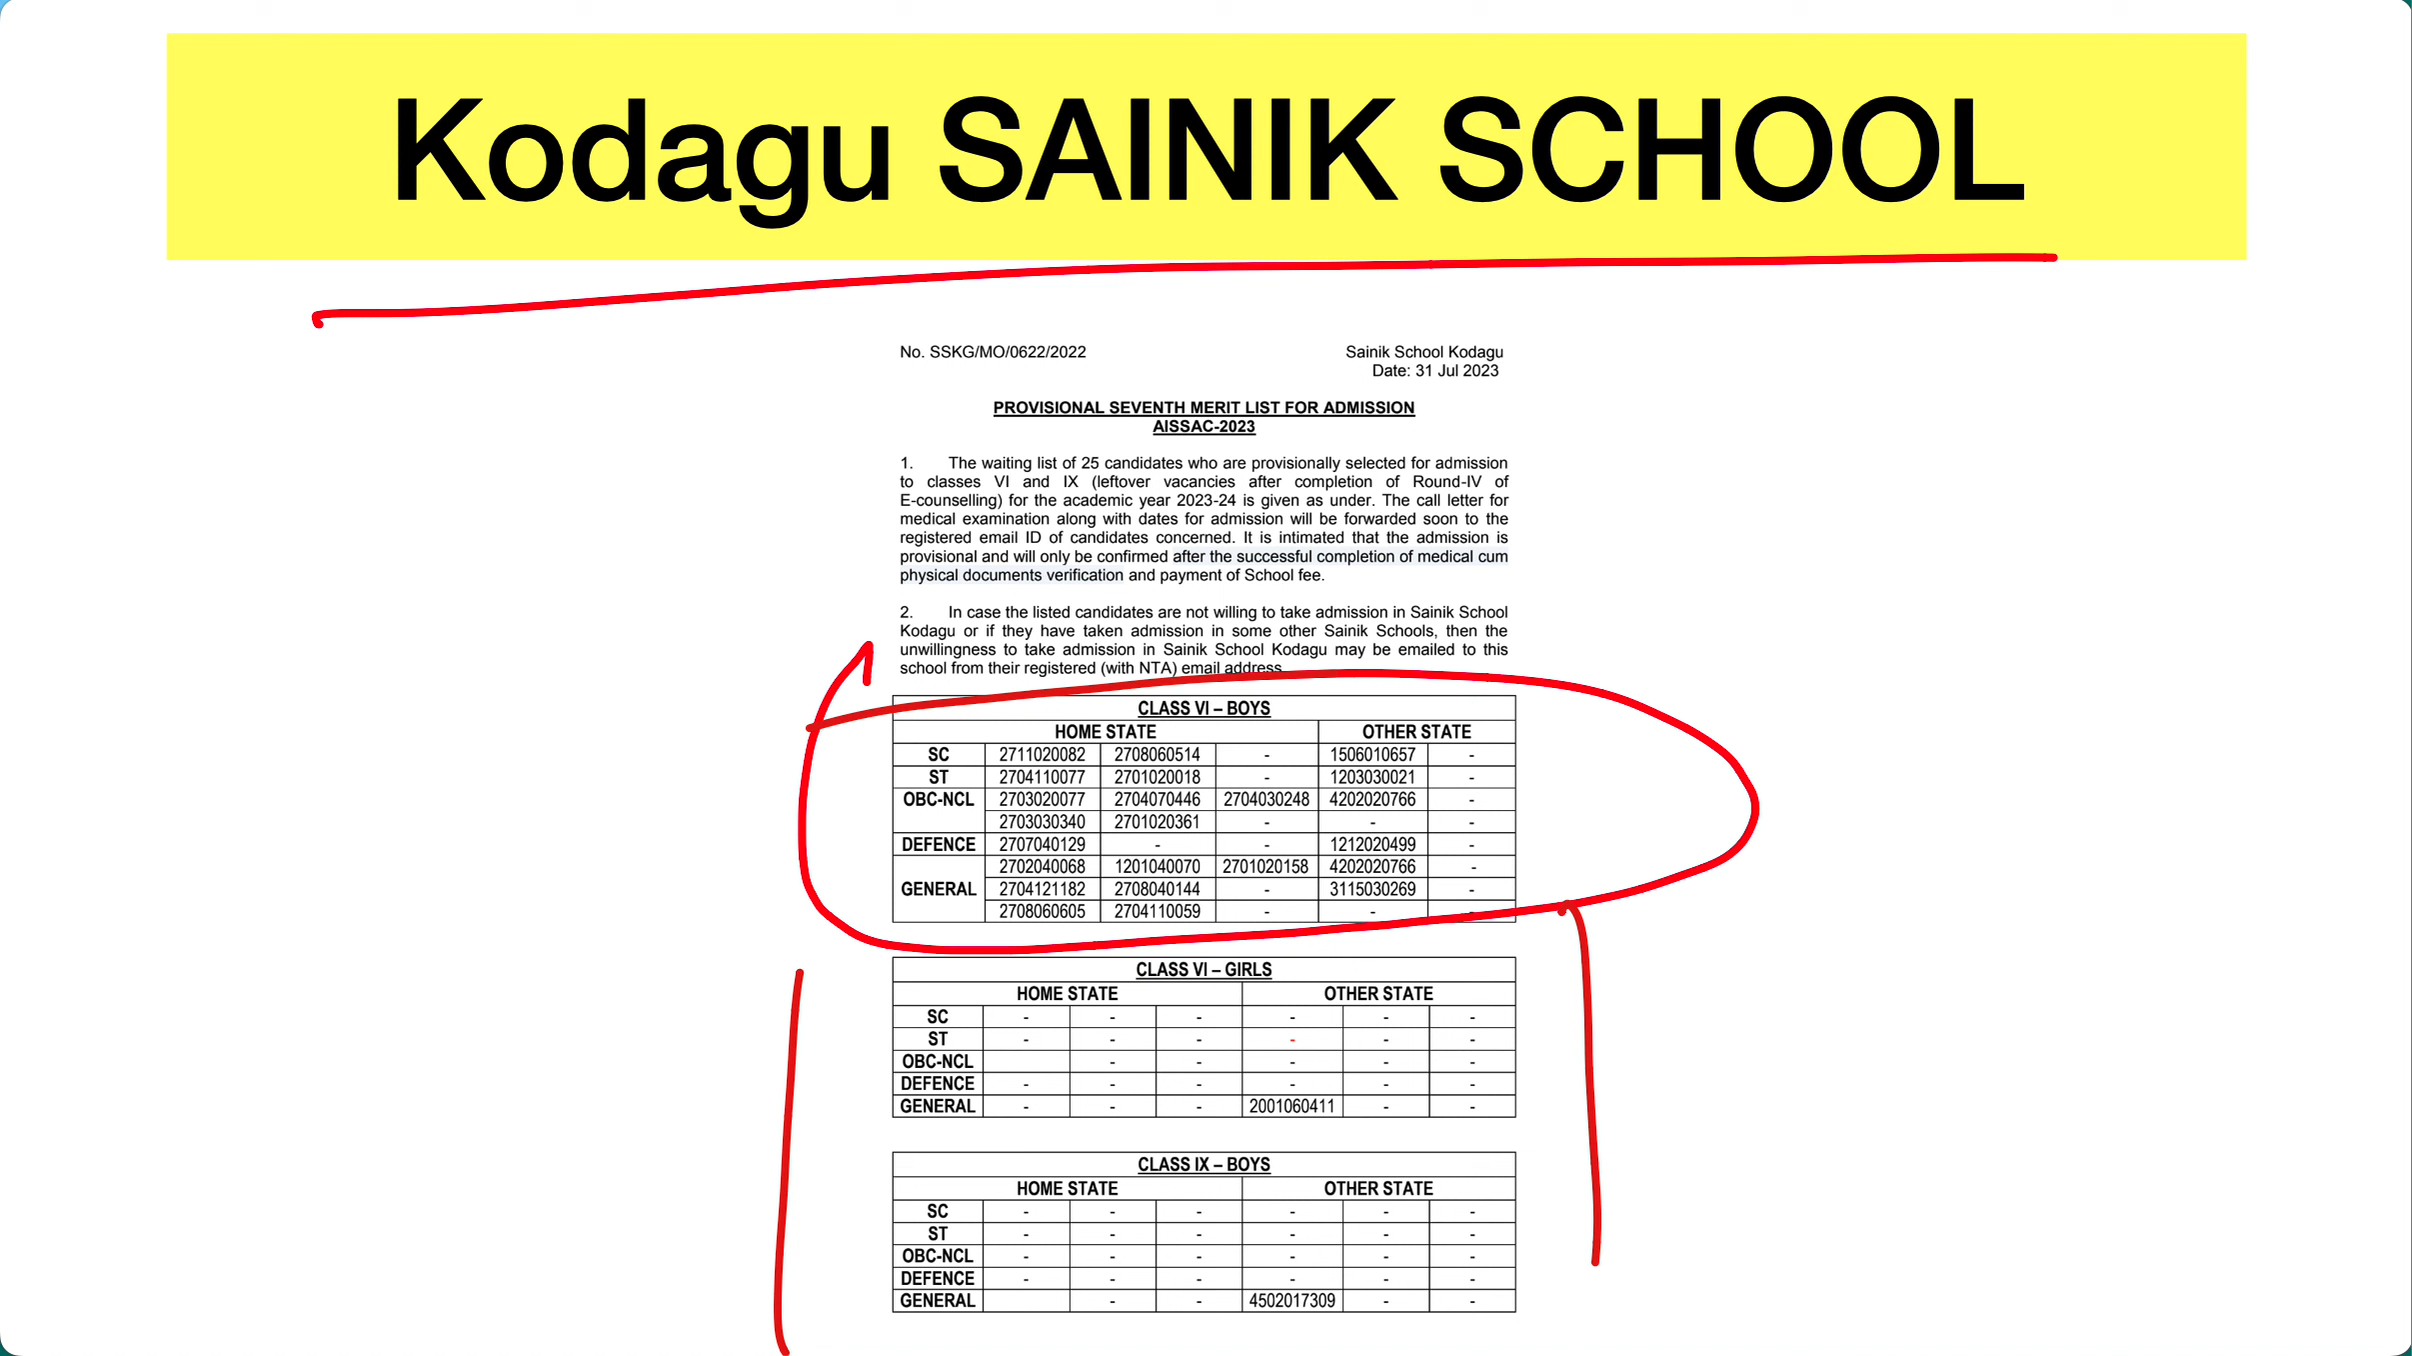 Kodagu SAINIK SCHOOL
No. SSKG/MO/0622/2022 Sainik School Kodagu
Date: 31 Jul 2023
PROVISIONAL SEVENTH MERIT LIST FOR ADMISSION
AISSAC-2023
1. The waiting list of 25 candidates who are provisionally selected for admission
to classes VI and IX (leftover vacancies after completion of Round-IV of
E-counselling) for the academic year 2023-24 is given as under. The call letter for
medical examination along with dates for admission will be forwarded soon to the
registered email ID of candidates concerned. It is intimated that the admission is
provisional and will only be confirmed after the successful completion of medical cum
physical documents verification and payment of School fee.
2. In case the listed candidates are not willing to take admission in Sainik School
Kodagu or if they have taken admission in some other Sainik Schools, then the
unwillingness to take admission in Sainik School Kodagu may be emailed to this
school from their registered (with NTA) email address.
CLASS VI – BOYS
HOME STATE OTHER STATE
SC 2711020082 2708060514 - 1506010657 -
ST 2704110077 2701020018 - 1203030021 -
OBC-NCL 2703020077 2704070446 2704030248 4202020766 -
2703030340 2701020361 - - -
DEFENCE 2707040129 - - 1212020499 -
2702040068 1201040070 2701020158 4202020766 -
GENERAL 2704121182 2708040144 - 3115030269 -
2708060605 2704110059 - - -
CLASS VI – GIRLS
HOME STATE OTHER STATE
SC - - - - - -
ST - - - - - -
OBC-NCL - - - - -
DEFENCE - - - - - -
GENERAL - - - 2001060411 - -
CLASS IX – BOYS
HOME STATE OTHER STATE
SC - - - - - -
ST - - - - - -
OBC-NCL - - - - - -
DEFENCE - - - - - -
GENERAL - - 4502017309 - -